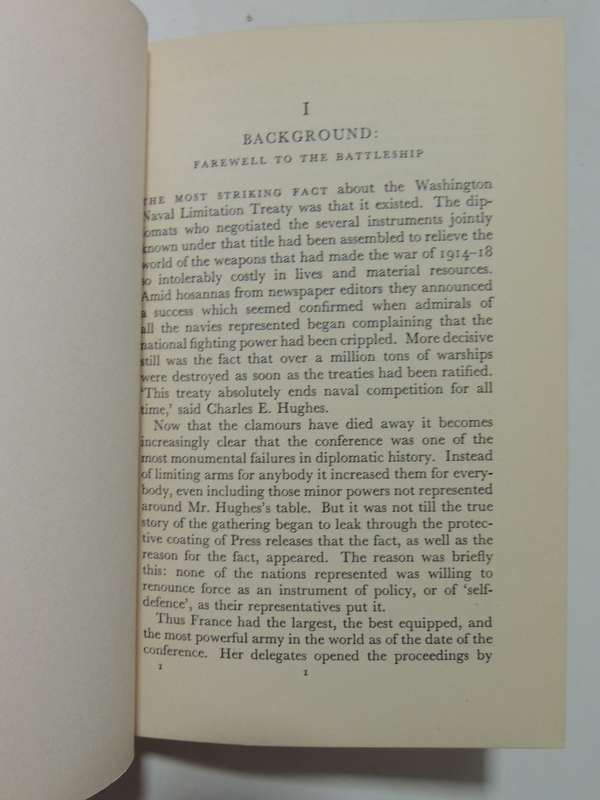 I
BACKGROUND:
FAREWELL TO THE BATTLESHIP
THE MOST STRIKING FACT about the Washington
Naval Limitation Treaty was that it existed. The dip-
lomats who negotiated the several instruments jointly
known under that title had been assembled to relieve the
world of the weapons that had made the war of 1914–18
so intolerably costly in lives and material resources.
Amid hosannas from newspaper editors they announced
a success which seemed confirmed when admirals of
all the navies represented began complaining that the
national fighting power had been crippled. More decisive
still was the fact that over a million tons of warships
were destroyed as soon as the treaties had been ratified.
'This treaty absolutely ends naval competition for all
time,' said Charles E. Hughes.
Now that the clamours have died away it becomes
increasingly clear that the conference was one of the
most monumental failures in diplomatic history. Instead
of limiting arms for anybody it increased them for every-
body, even including those minor powers not represented
around Mr. Hughes's table. But it was not till the true
story of the gathering began to leak through the protec-
tive coating of Press releases that the fact, as well as the
reason for the fact, appeared. The reason was briefly
this: none of the nations represented was willing to
renounce force as an instrument of policy, or of 'self-
defence', as their representatives put it.
Thus France had the largest, the best equipped, and
the most powerful army in the world as of the date of the
conference. Her delegates opened the proceedings by
1 1